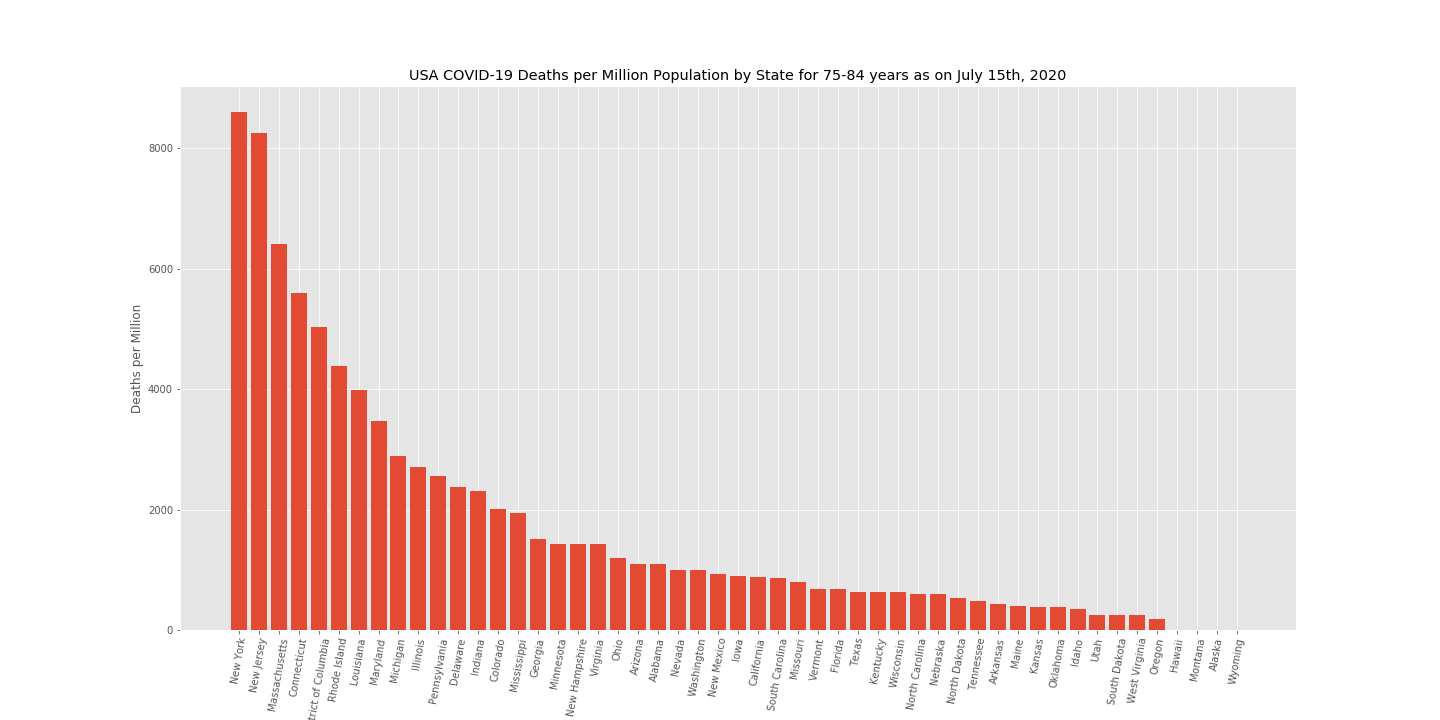 USA COVID-19 Deaths per Million Population by State for 75-84 years as on July 15th, 2020
Deaths per Million
8000
6000
4000
2000
0
New York
New Jersey
Massachusetts
Connecticut
trict of Columbia
Rhode Island
Louisiana
Maryland
Michigan
Illinois
Pennsylvania
Delaware
Indiana
Colorado
Mississippi
Georgia
Minnesota
New Hampshire
Virginia
Ohio
Arizona
Alabama
Nevada
Washington
New Mexico
Iowa
California
South Carolina
Missouri
Vermont
Florida
Texas
Kentucky
Wisconsin
North Carolina
Nebraska
North Dakota
Tennessee
Arkansas
Maine
Kansas
Oklahoma
Idaho
Utah
South Dakota
West Virginia
Oregon
Hawaii
Montana
Alaska
Wyoming